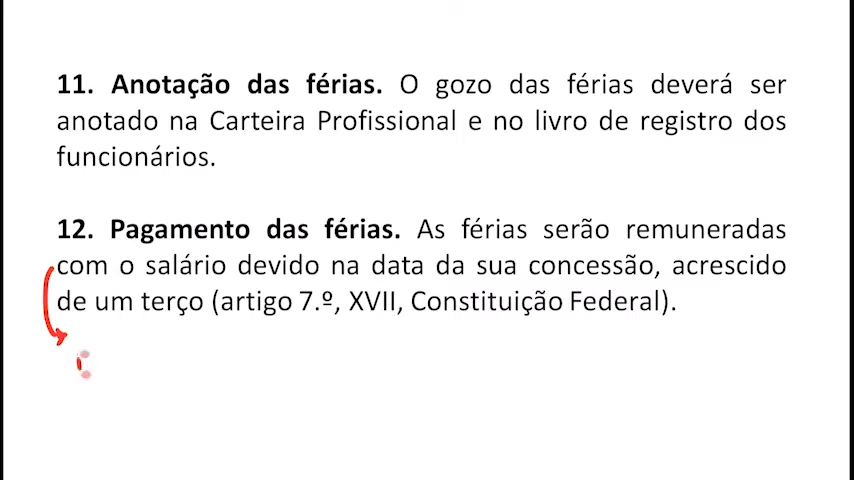 11. Anotação das férias. O gozo das férias deverá ser
anotado na Carteira Profissional e no livro de registro dos
funcionários.
12. Pagamento das férias. As férias serão remuneradas
com o salário devido na data da sua concessão, acrescido
de um terço (artigo 7.º, XVII, Constituição Federal).